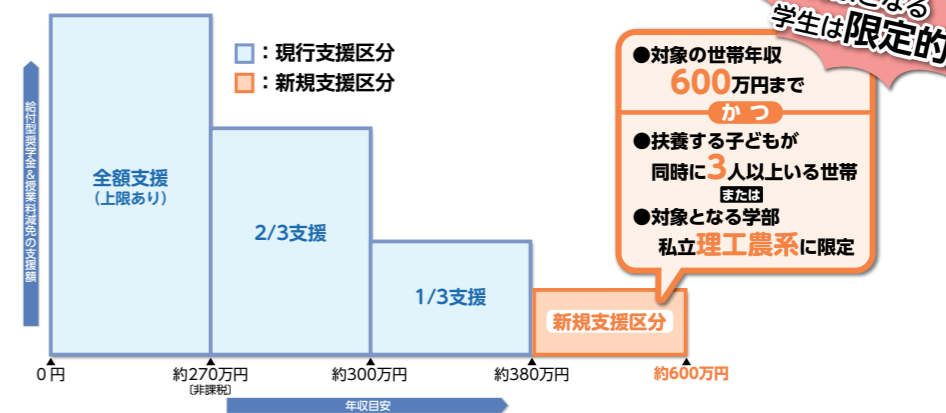 学生は限定的
：現行支援区分
：新規支援区分
●対象の世帯年収
600万円まで
かつ
●扶養する子どもが
同時に3人以上いる世帯
または
●対象となる学部
私立理工農系に限定
給付型奨学金&授業料減免の支援額
全額支援
（上限あり）
2/3支援
1/3支援
新規支援区分
0円
約270万円
〔非課税〕
約300万円
約380万円
約600万円
年収目安